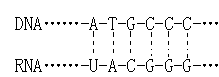 DNA······—A—T—G—C—C—C—······
RNA······—U—A—C—G—G—G—······